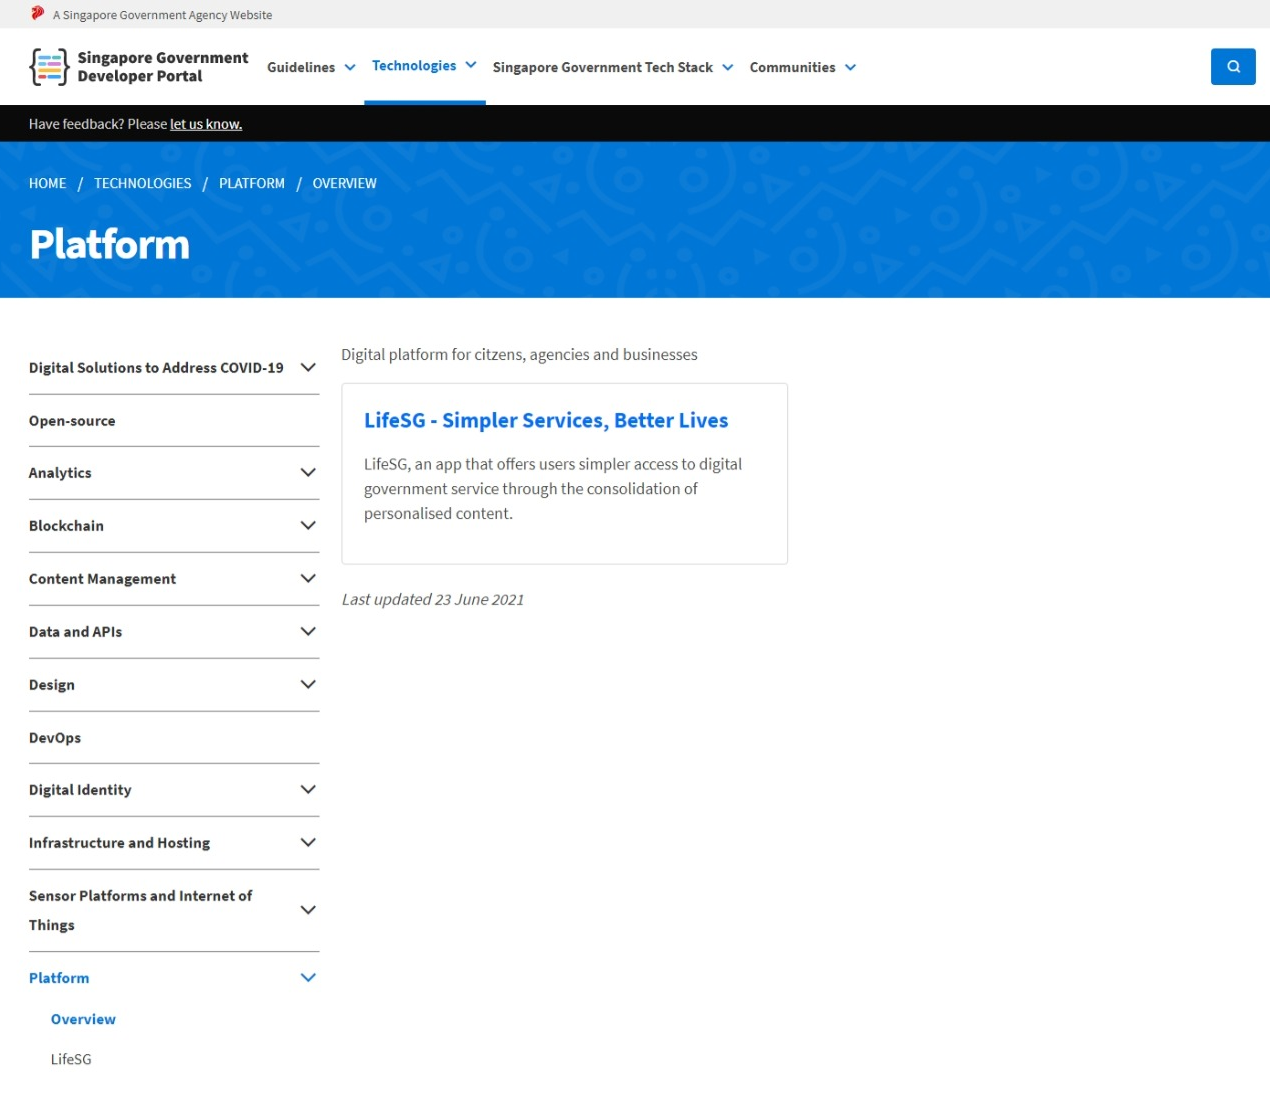 A Singapore Government Agency Website
Singapore Government
Developer Portal
Guidelines
Technologies
Singapore Government Tech Stack
Communities
Have feedback? Please let us know.
HOME / TECHNOLOGIES / PLATFORM / OVERVIEW
Platform
Digital Solutions to Address COVID-19
Open-source
Analytics
Blockchain
Content Management
Data and APIs
Design
DevOps
Digital Identity
Infrastructure and Hosting
Sensor Platforms and Internet of
Things
Platform
Overview
LifeSG
Digital platform for citzens, agencies and businesses
LifeSG - Simpler Services, Better Lives
LifeSG, an app that offers users simpler access to digital
government service through the consolidation of
personalised content.
Last updated 23 June 2021